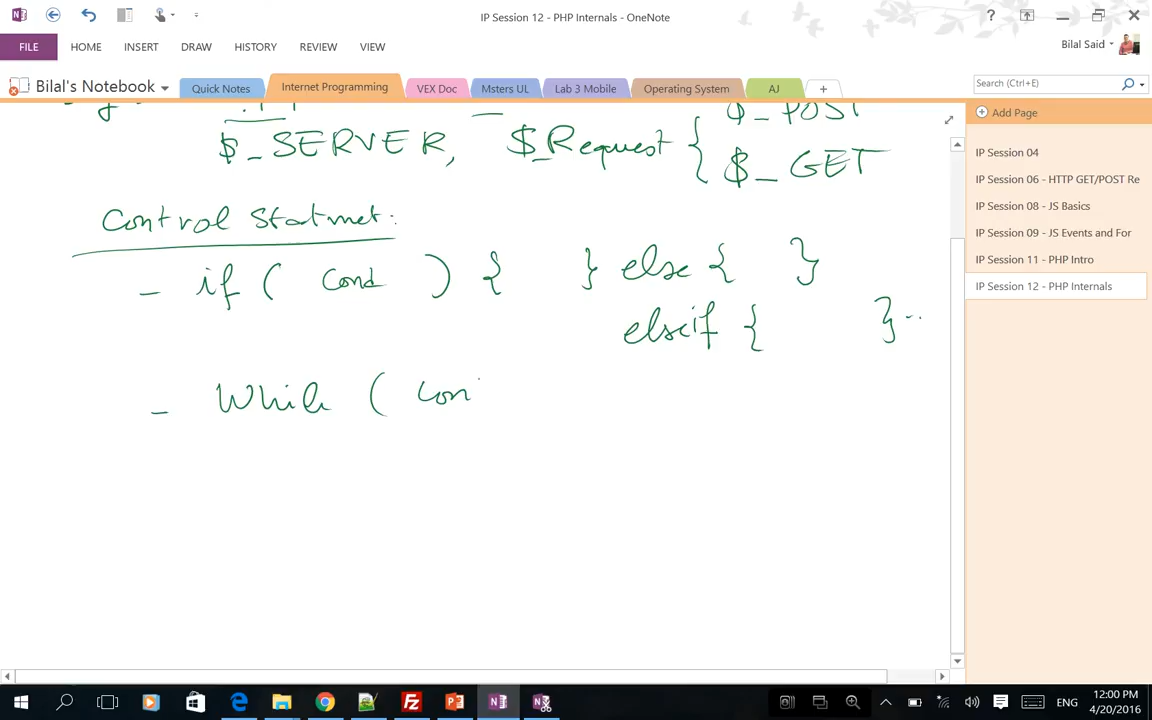 IP Session 12 - PHP Internals - OneNote
FILE HOME INSERT DRAW HISTORY REVIEW VIEW
Bilal Said
Bilal's Notebook
Quick Notes
Internet Programming
VEX Doc
Msters UL
Lab 3 Mobile
Operating System
AJ
Search (Ctrl+E)
Add Page
IP Session 04
IP Session 06 - HTTP GET/POST Re
IP Session 08 - JS Basics
IP Session 09 - JS Events and For
IP Session 11 - PHP Intro
IP Session 12 - PHP Internals
$_POST
$_SERVER, $_Request { $_GET
Control Statmet:
- if ( Cond ) { } else { }
elseif { } ..
- While ( con
ENG
12:00 PM
4/20/2016